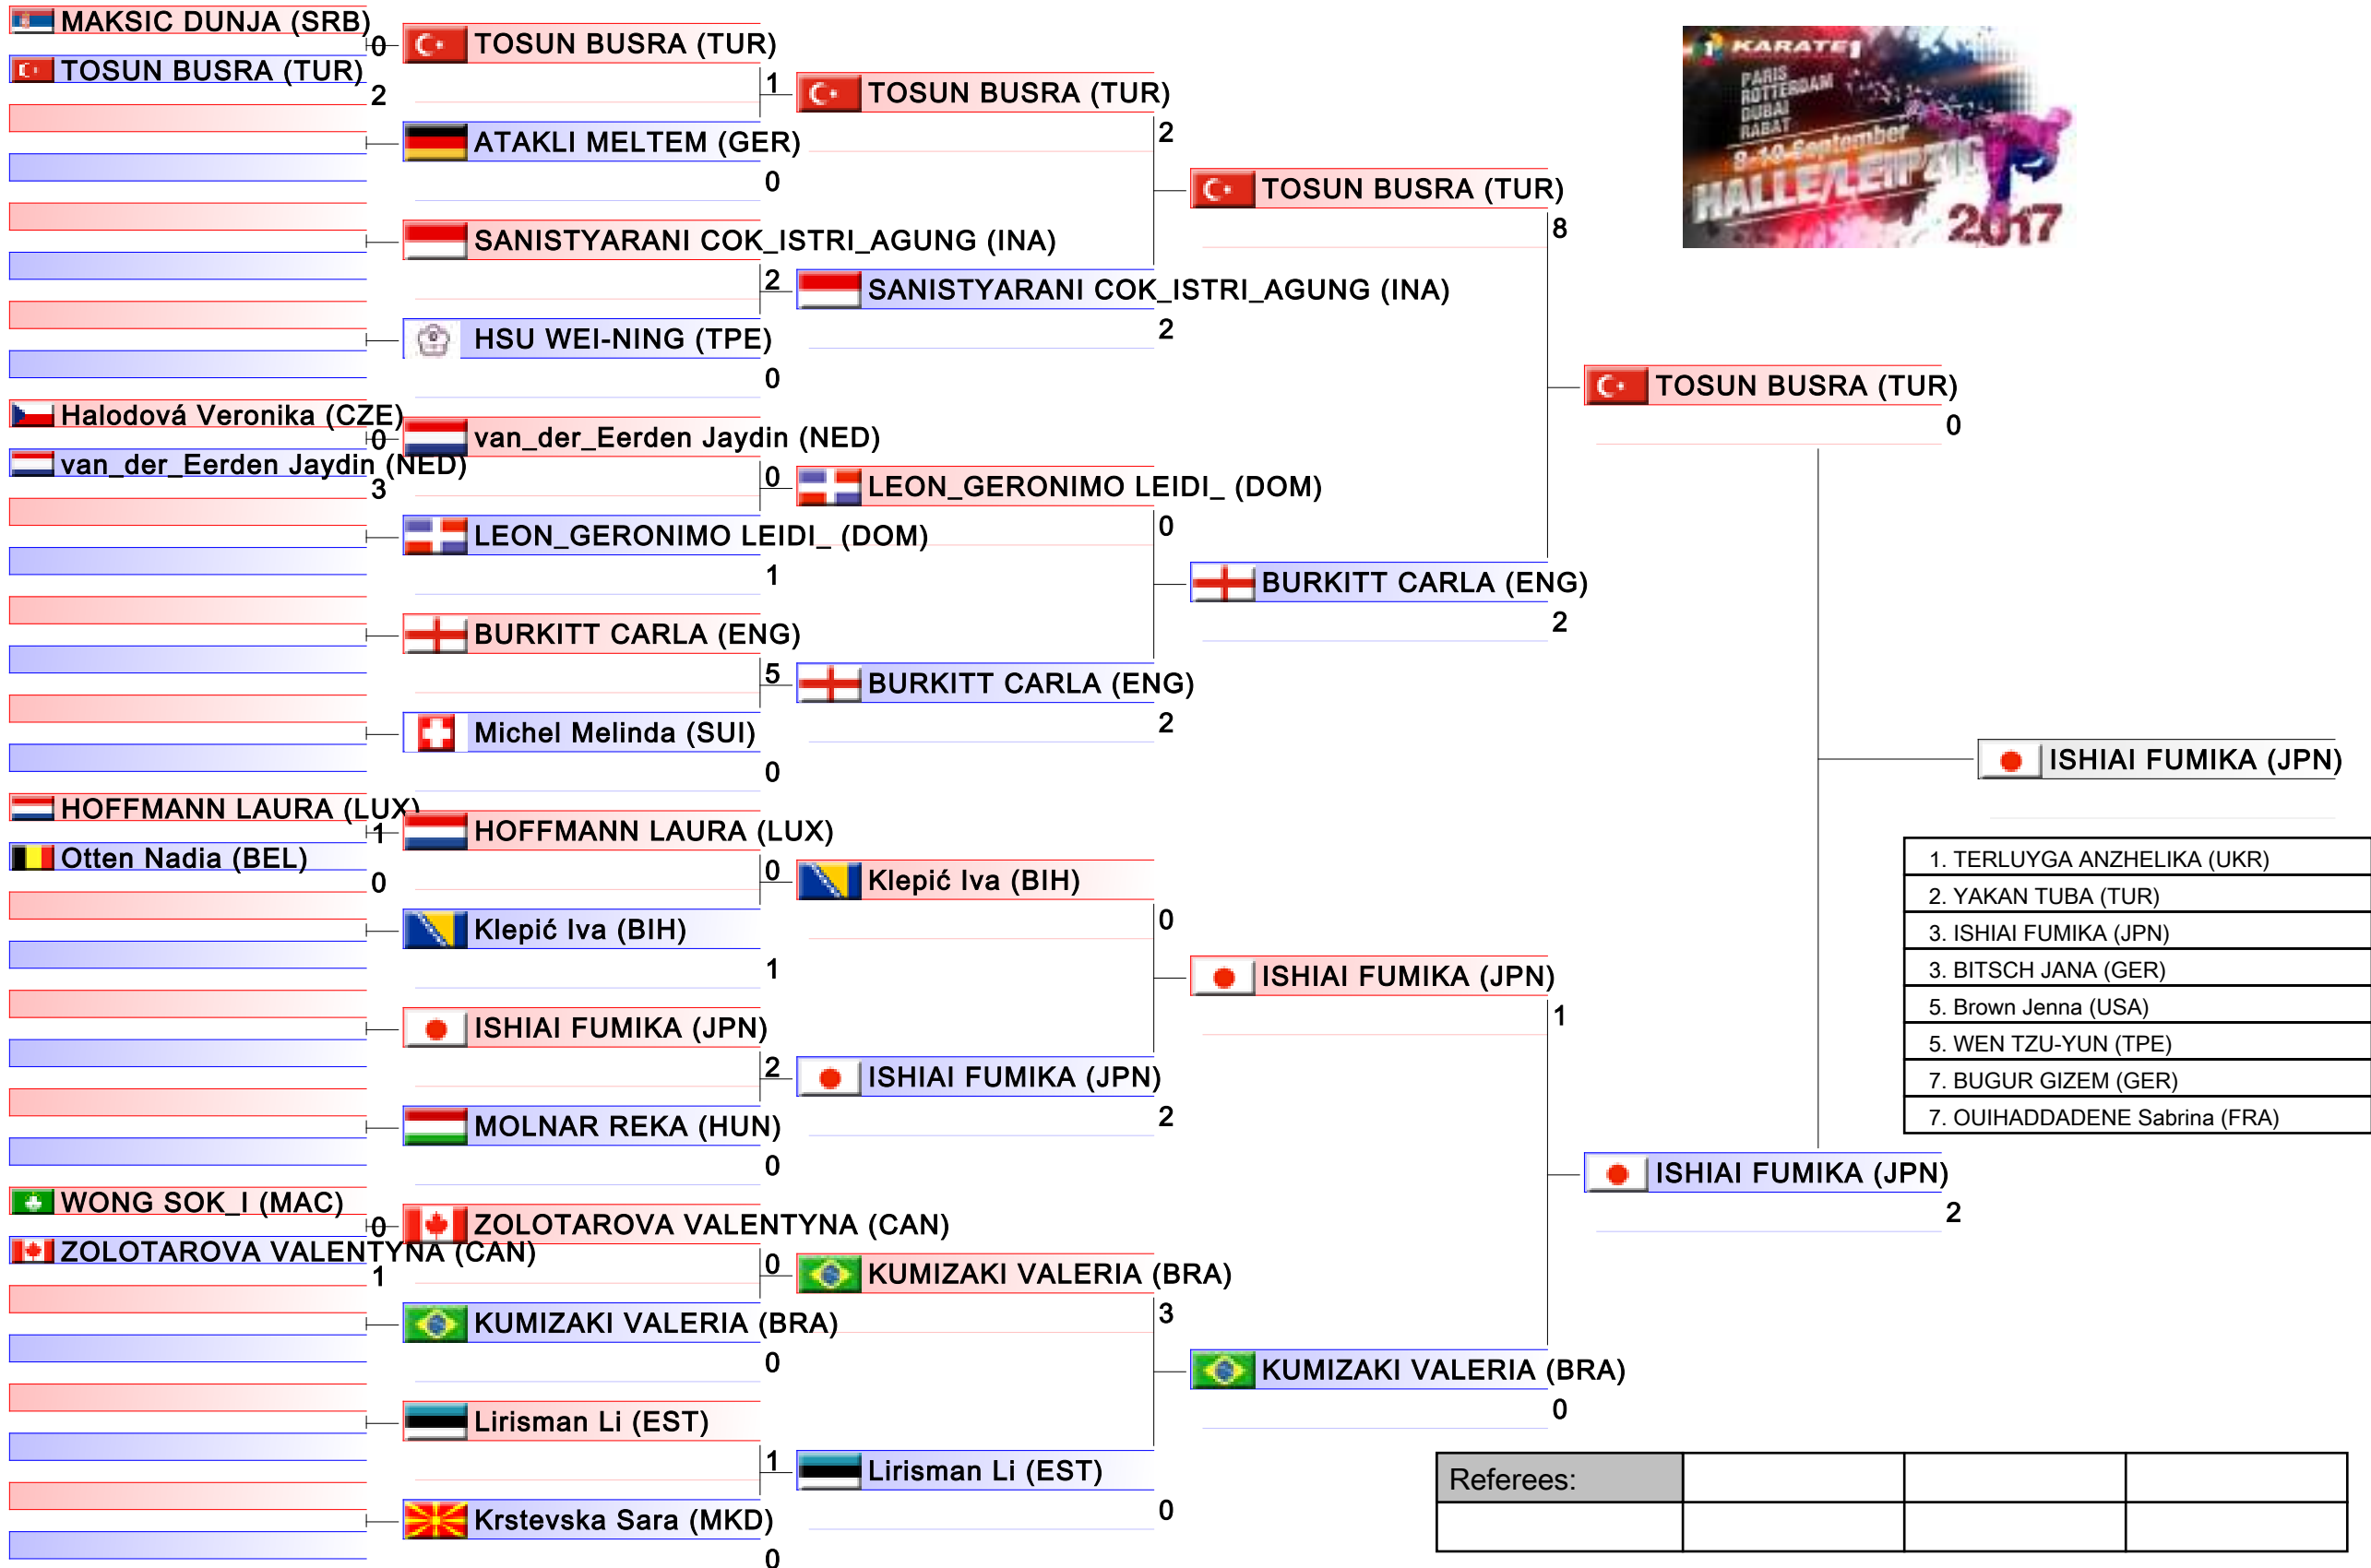 MAKSIC DUNJA (SRB)
0
TOSUN BUSRA (TUR)
2
Halodová Veronika (CZE)
0
van_der_Eerden Jaydin (NED)
3
HOFFMANN LAURA (LUX)
1
Otten Nadia (BEL)
0
WONG SOK_I (MAC)
0
ZOLOTAROVA VALENTYNA (CAN)
1
TOSUN BUSRA (TUR)
1
ATAKLI MELTEM (GER)
0
SANISTYARANI COK_ISTRI_AGUNG (INA)
2
HSU WEI-NING (TPE)
0
van_der_Eerden Jaydin (NED)
0
LEON_GERONIMO LEIDI_ (DOM)
1
BURKITT CARLA (ENG)
5
Michel Melinda (SUI)
0
HOFFMANN LAURA (LUX)
0
Klepić Iva (BIH)
1
ISHIAI FUMIKA (JPN)
2
MOLNAR REKA (HUN)
0
ZOLOTAROVA VALENTYNA (CAN)
0
KUMIZAKI VALERIA (BRA)
0
Lirisman Li (EST)
1
Krstevska Sara (MKD)
0
TOSUN BUSRA (TUR)
2
SANISTYARANI COK_ISTRI_AGUNG (INA)
2
LEON_GERONIMO LEIDI_ (DOM)
0
BURKITT CARLA (ENG)
2
Klepić Iva (BIH)
0
ISHIAI FUMIKA (JPN)
2
KUMIZAKI VALERIA (BRA)
3
Lirisman Li (EST)
0
TOSUN BUSRA (TUR)
8
BURKITT CARLA (ENG)
2
ISHIAI FUMIKA (JPN)
1
KUMIZAKI VALERIA (BRA)
0
TOSUN BUSRA (TUR)
0
ISHIAI FUMIKA (JPN)
2
ISHIAI FUMIKA (JPN)
KARATE1
PARIS
ROTTERDAM
DUBAI
RABAT
9-10 September
HALLE/LEIPZIG
2017
1. TERLUYGA ANZHELIKA (UKR)
2. YAKAN TUBA (TUR)
3. ISHIAI FUMIKA (JPN)
3. BITSCH JANA (GER)
5. Brown Jenna (USA)
5. WEN TZU-YUN (TPE)
7. BUGUR GIZEM (GER)
7. OUIHADDADENE Sabrina (FRA)
Referees: